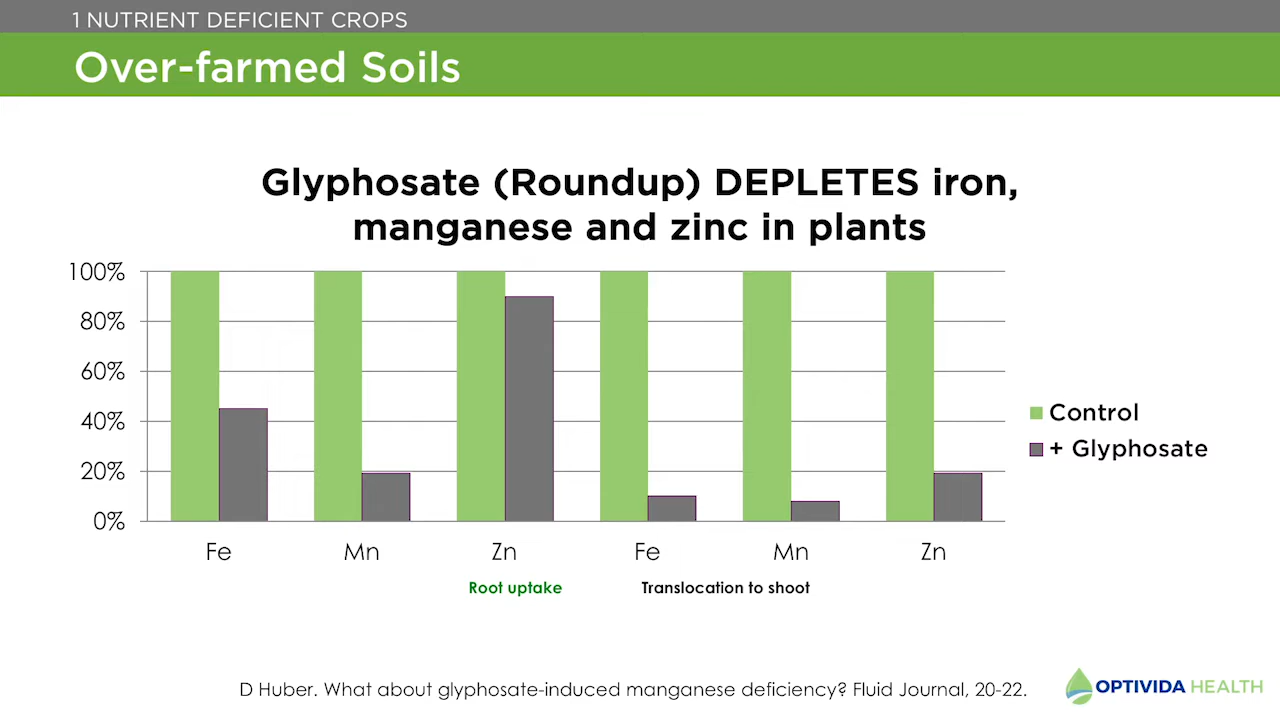 1 NUTRIENT DEFICIENT CROPS
Over-farmed Soils
Glyphosate (Roundup) DEPLETES iron,
manganese and zinc in plants
100%
80%
60%
40%
20%
0%
Fe Mn Zn Fe Mn Zn
Root uptake Translocation to shoot
Control
+ Glyphosate
D Huber. What about glyphosate-induced manganese deficiency? Fluid Journal, 20-22.
OPTIVIDA HEALTH